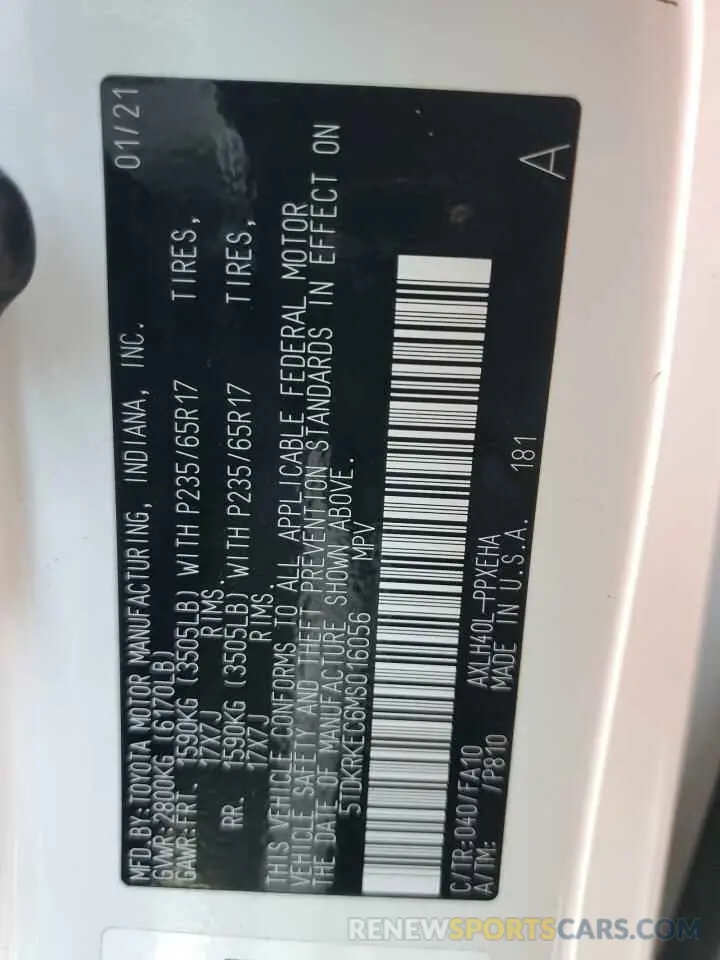 MFD.BY:TOYOTA MOTOR MANUFACTURING, INDIANA, INC. 01/21
GVWR:2800KG (6170LB)
GAWR:FRT. 1590KG (3505LB) WITH P235/65R17 TIRES,
17X7J RIMS.
RR. 1590KG (3505LB) WITH P235/65R17 TIRES,
17X7J RIMS.
THIS VEHICLE CONFORMS TO ALL APPLICABLE FEDERAL MOTOR
VEHICLE SAFETY AND THEFT PREVENTION STANDARDS IN EFFECT ON
THE DATE OF MANUFACTURE SHOWN ABOVE.
5TDKRKEC6MS016056 MPV
C/TR:040/FA10 AXLH40L-PPXEHA
A/TM: /P810 MADE IN U.S.A. 181 A
RENEWSPORTSCARS.COM